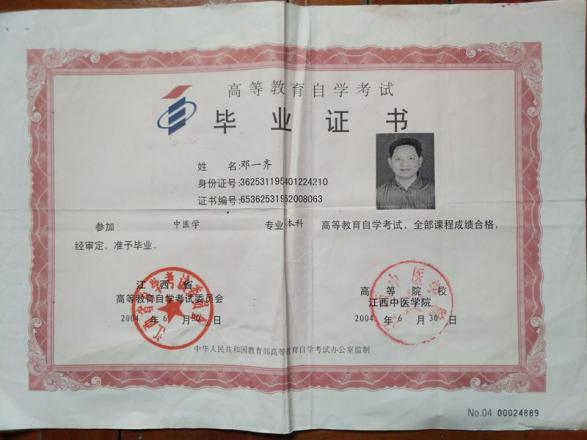 高等教育自学考试
毕业证书
姓 名:邓一齐
身份证号:362531195401224210
证书编号:65362531952008063
参加 中医学 专业 本科 高等教育自学考试，全部课程成绩合格，
经审定，准予毕业。
江西省
高等教育自学考试委员会
2004 年 6 月 30 日
高等院校
江西中医学院
2004 年 6 月 30 日
中华人民共和国教育部高等教育自学考试办公室监制
No.04 00024889